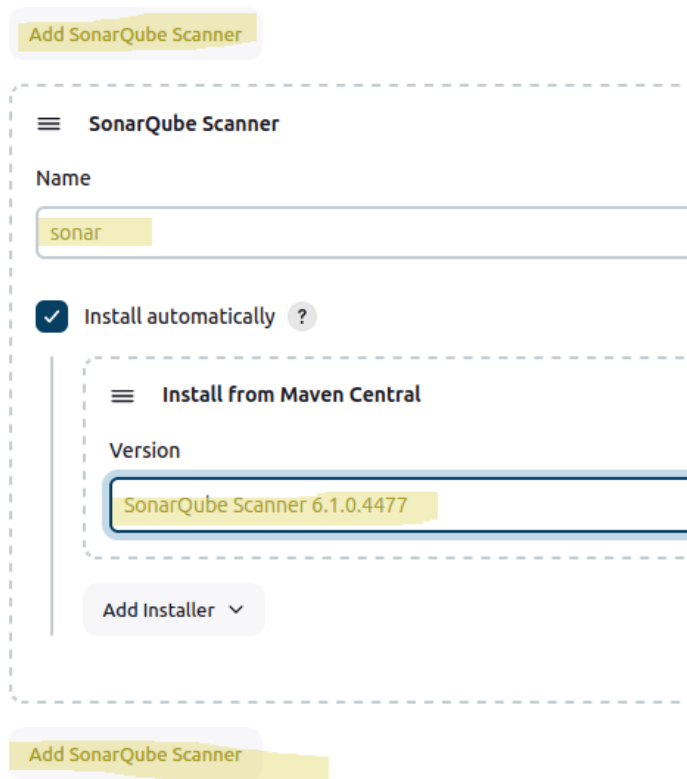 Add SonarQube Scanner
SonarQube Scanner
Name
sonar
Install automatically ?
Install from Maven Central
Version
SonarQube Scanner 6.1.0.4477
Add Installer
Add SonarQube Scanner